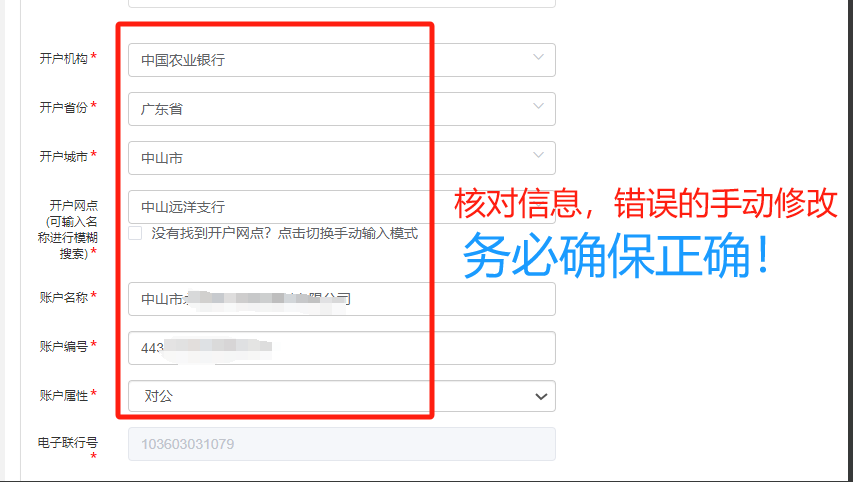 开户机构*
中国农业银行
开户省份*
广东省
开户城市*
中山市
开户网点
(可输入名
称进行模糊
搜索)*
中山远洋支行
没有找到开户网点？点击切换手动输入模式
核对信息，错误的手动修改
务必确保正确！
账户名称*
中山市 有限公司
账户编号*
443
账户属性*
对公
电子联行号
*
103603031079